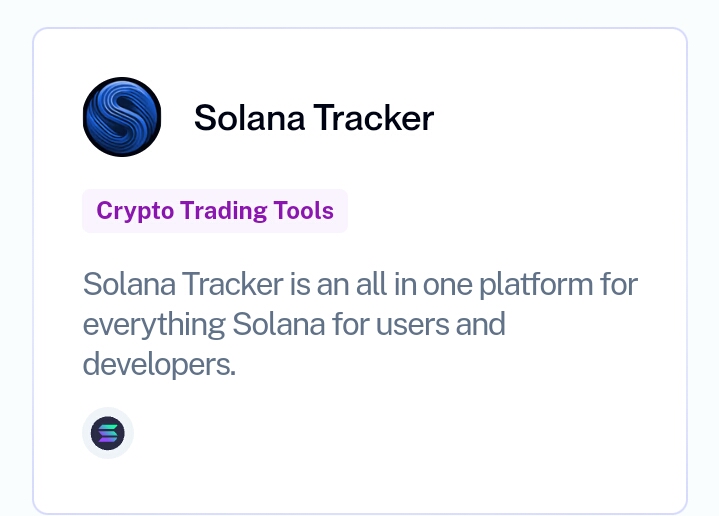 Solana Tracker
Crypto Trading Tools
Solana Tracker is an all in one platform for
everything Solana for users and
developers.